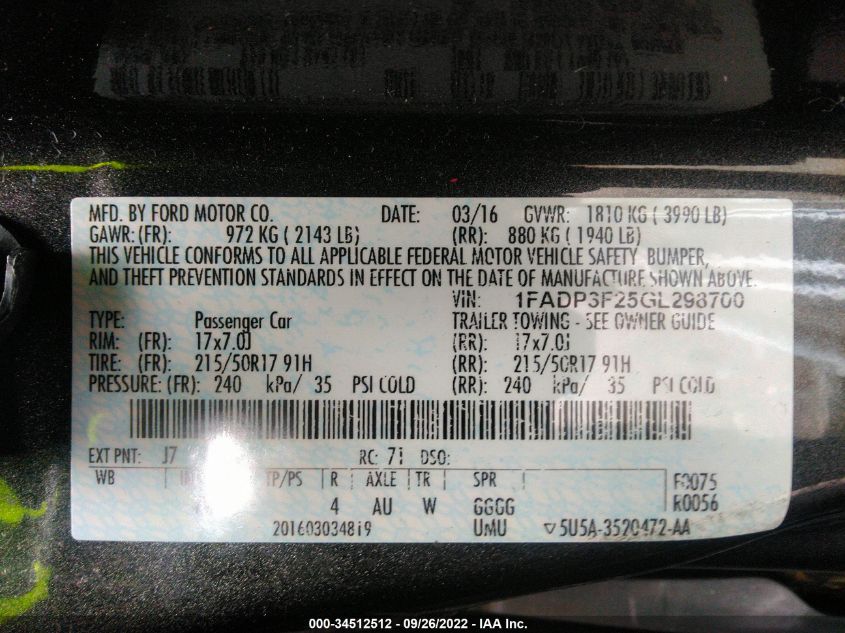 MFD. BY FORD MOTOR CO. DATE: 03/16 GVWR: 1810 KG ( 3990 LB)
GAWR: (FR): 972 KG ( 2143 LB) (RR): 880 KG ( 1940 LB)
THIS VEHICLE CONFORMS TO ALL APPLICABLE FEDERAL MOTOR VEHICLE SAFETY, BUMPER,
AND THEFT PREVENTION STANDARDS IN EFFECT ON THE DATE OF MANUFACTURE SHOWN ABOVE.
VIN: 1FADP3F25GL298700
TYPE: Passenger Car TRAILER TOWING - SEE OWNER GUIDE
RIM: (FR): 17x7.0J (RR): 17x7.0J
TIRE: (FR): 215/50R17 91H (RR): 215/50R17 91H
PRESSURE: (FR): 240 kPa/ 35 PSI COLD (RR): 240 kPa/ 35 PSI COLD
EXT PNT: J7 RC: 71 DSO:
WB TP/PS R AXLE TR SPR F0075
4 AU W GGGG R0056
201603034819 UMU ▽ 5U5A-3520472-AA
000-34512512 - 09/26/2022 - IAA Inc.